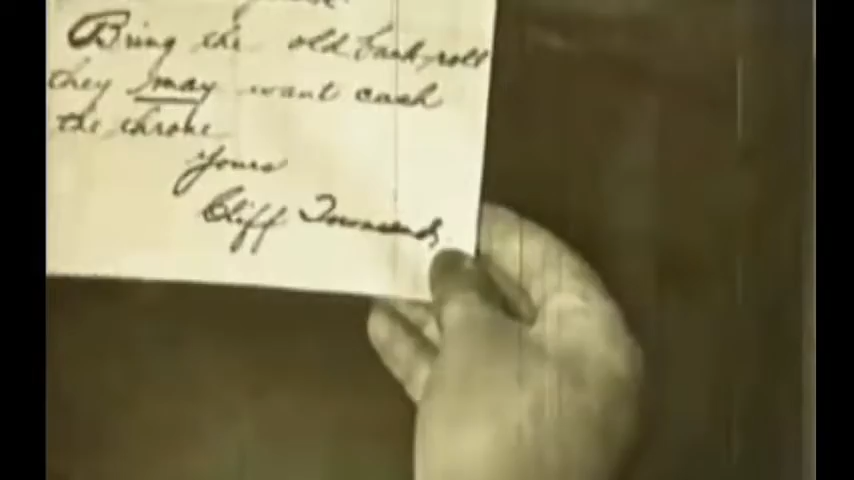 Bring the old bank-roll
they may want cash
the throne
Yours
Cliff Townsend